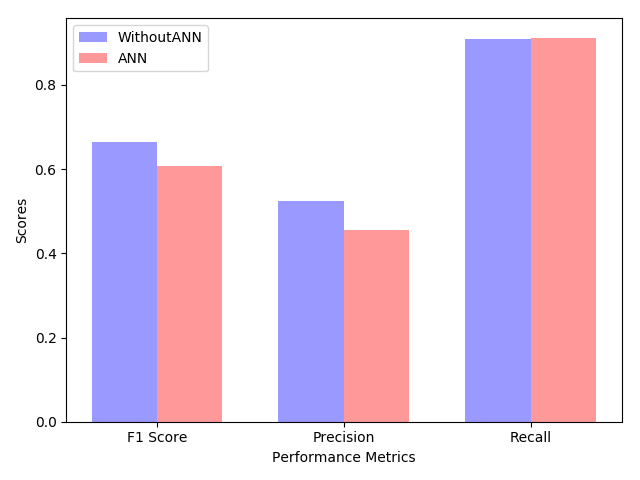 WithoutANN
ANN
0.8
0.6
0.4
0.2
0.0
Scores
F1 Score
Precision
Recall
Performance Metrics